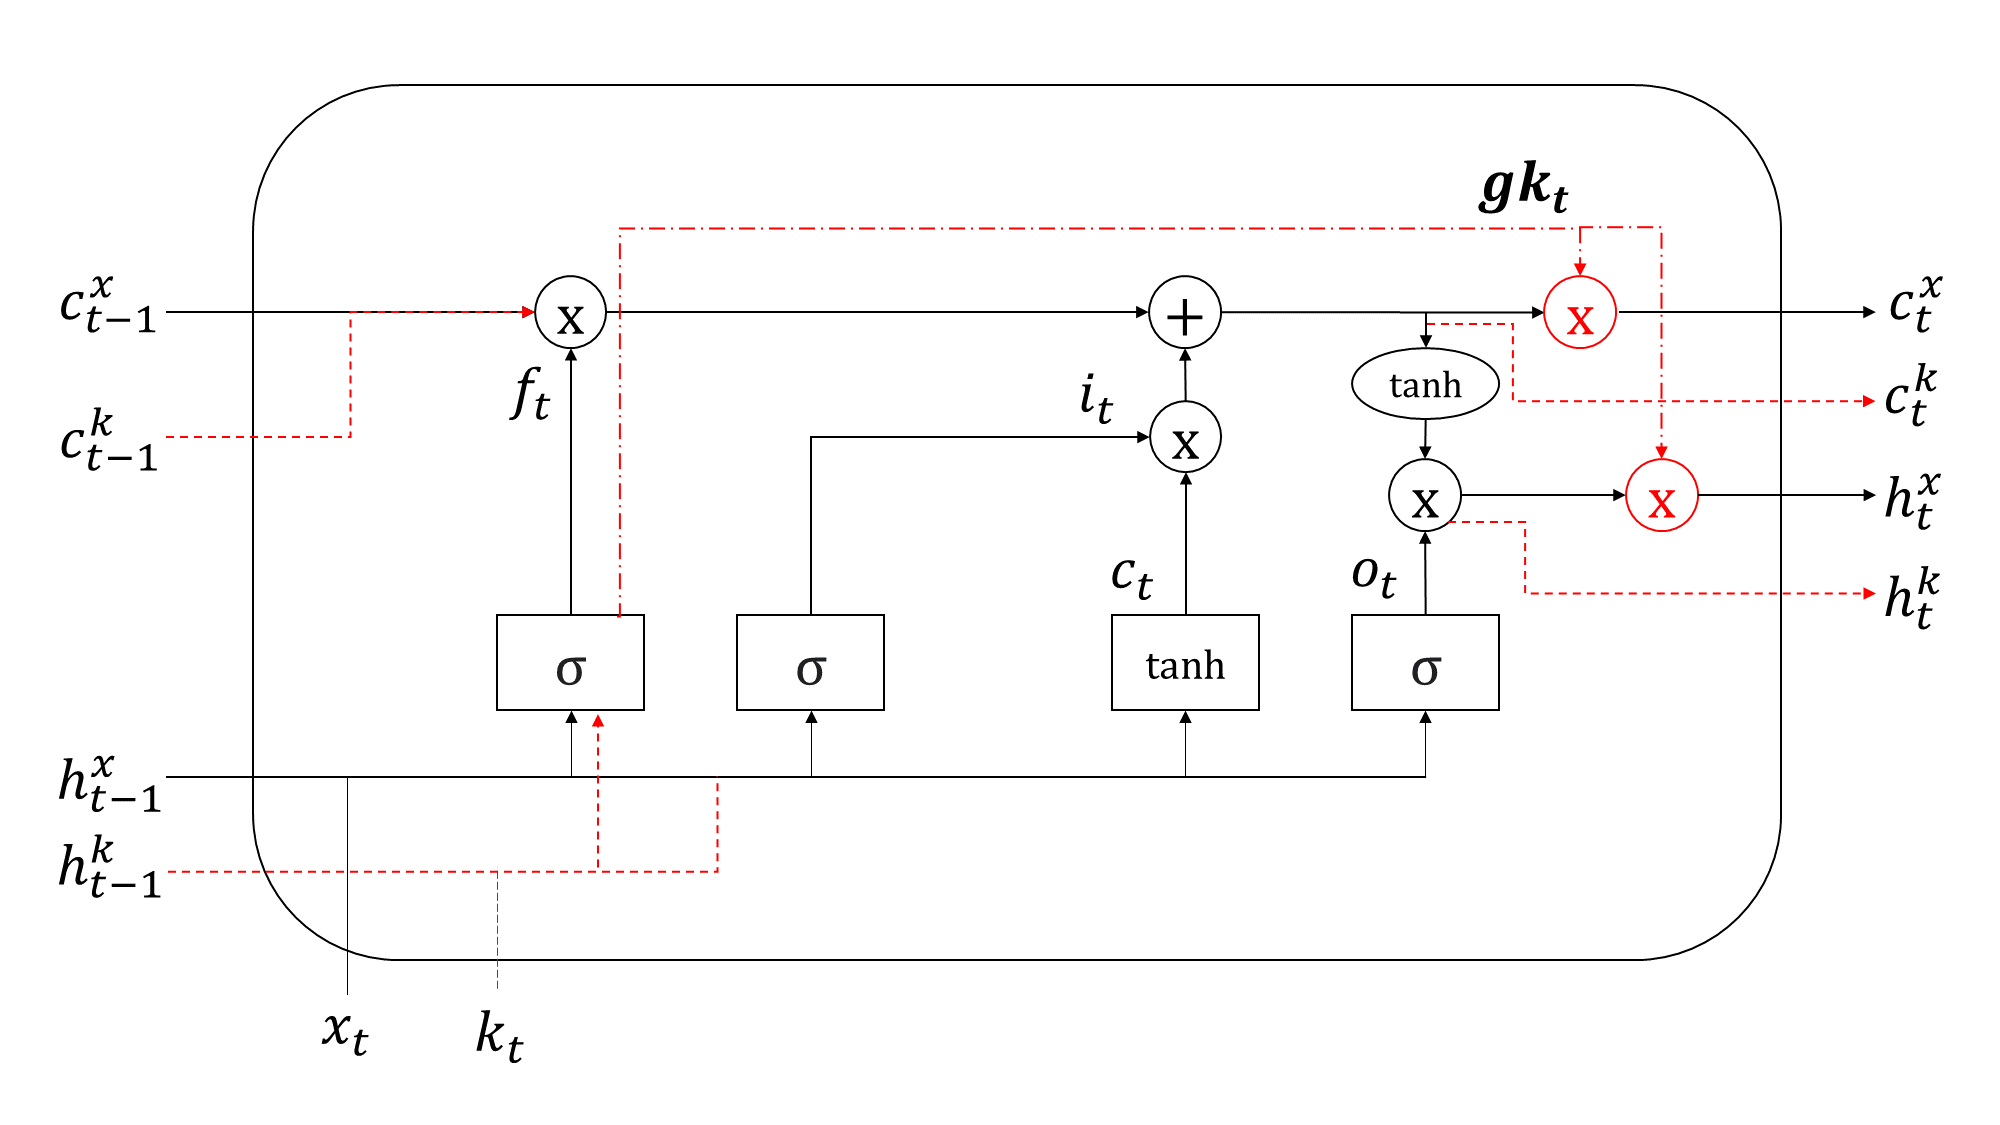 gk_t
c_{t-1}^x
x
+
x
c_t^x
f_t
i_t
tanh
c_t^k
c_{t-1}^k
x
x
x
h_t^x
c_t
o_t
h_t^k
σ
σ
tanh
σ
h_{t-1}^x
h_{t-1}^k
x_t
k_t